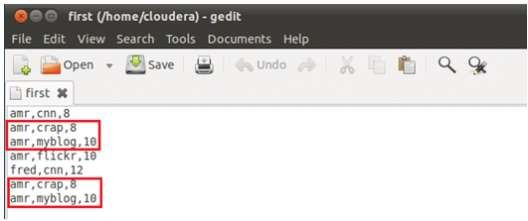 first (/home/cloudera) - gedit
File Edit View Search Tools Documents Help
Open Save Undo
first
amr,cnn,8
amr,crap,8
amr,myblog,10
amr,flickr,10
fred,cnn,12
amr,crap,8
amr,myblog,10